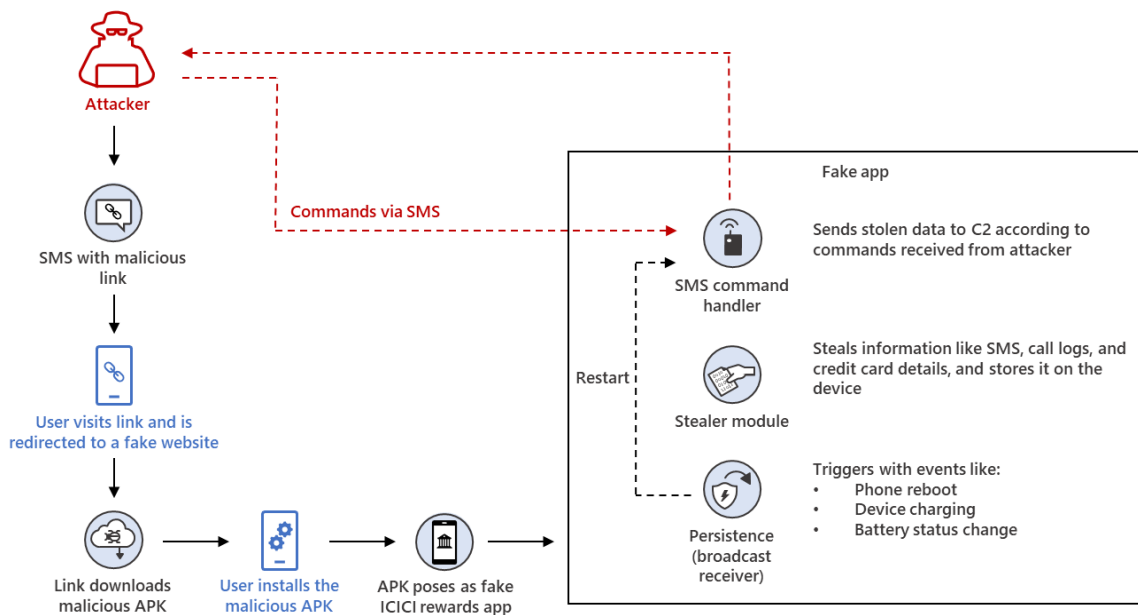 Attacker
SMS with malicious
link
User visits link and is
redirected to a fake website
Link downloads
malicious APK
User installs the
malicious APK
APK poses as fake
ICICI rewards app
Commands via SMS
Fake app
SMS command
handler
Sends stolen data to C2 according to
commands received from attacker
Restart
Stealer module
Steals information like SMS, call logs, and
credit card details, and stores it on the
device
Persistence
(broadcast
receiver)
Triggers with events like:
• Phone reboot
• Device charging
• Battery status change